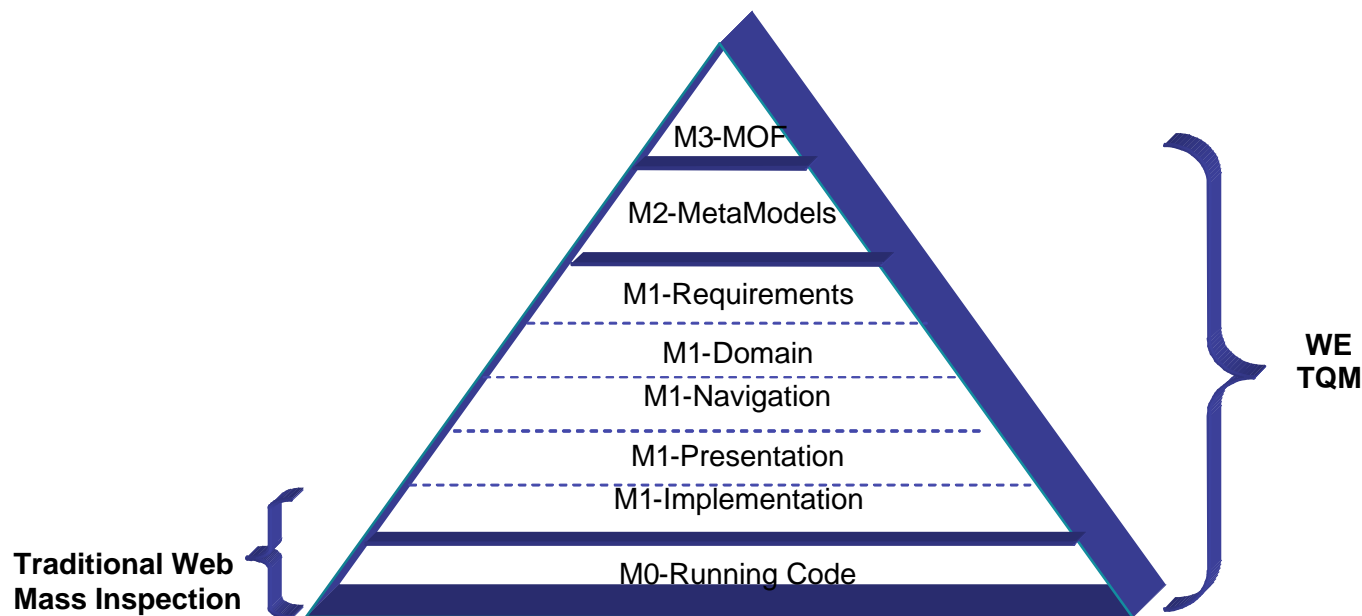 M3-MOF
M2-MetaModels
M1-Requirements
M1-Domain
M1-Navigation
M1-Presentation
M1-Implementation
M0-Running Code
WE
TQM
Traditional Web
Mass Inspection